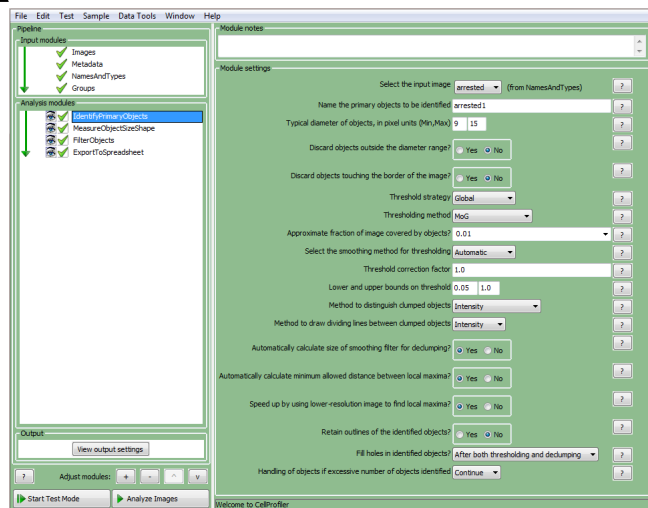 File Edit Test Sample Data Tools Window Help
Pipeline
Input modules
Images
Metadata
NamesAndTypes
Groups
Analysis modules
IdentifyPrimaryObjects
MeasureObjectSizeShape
FilterObjects
ExportToSpreadsheet
Output
View output settings
? Adjust modules: + - ^ v
Start Test Mode Analyze Images
Module notes
Module settings
Select the input image arrested (from NamesAndTypes) ?
Name the primary objects to be identified arrested1 ?
Typical diameter of objects, in pixel units (Min,Max) 9 15 ?
Discard objects outside the diameter range? Yes No ?
Discard objects touching the border of the image? Yes No ?
Threshold strategy Global ?
Thresholding method MoG ?
Approximate fraction of image covered by objects? 0.01 ?
Select the smoothing method for thresholding Automatic ?
Threshold correction factor 1.0 ?
Lower and upper bounds on threshold 0.05 1.0 ?
Method to distinguish clumped objects Intensity ?
Method to draw dividing lines between clumped objects Intensity ?
Automatically calculate size of smoothing filter for declumping? Yes No ?
Automatically calculate minimum allowed distance between local maxima? Yes No ?
Speed up by using lower-resolution image to find local maxima? Yes No ?
Retain outlines of the identified objects? Yes No ?
Fill holes in identified objects? After both thresholding and declumping ?
Handling of objects if excessive number of objects identified Continue ?
Welcome to CellProfiler